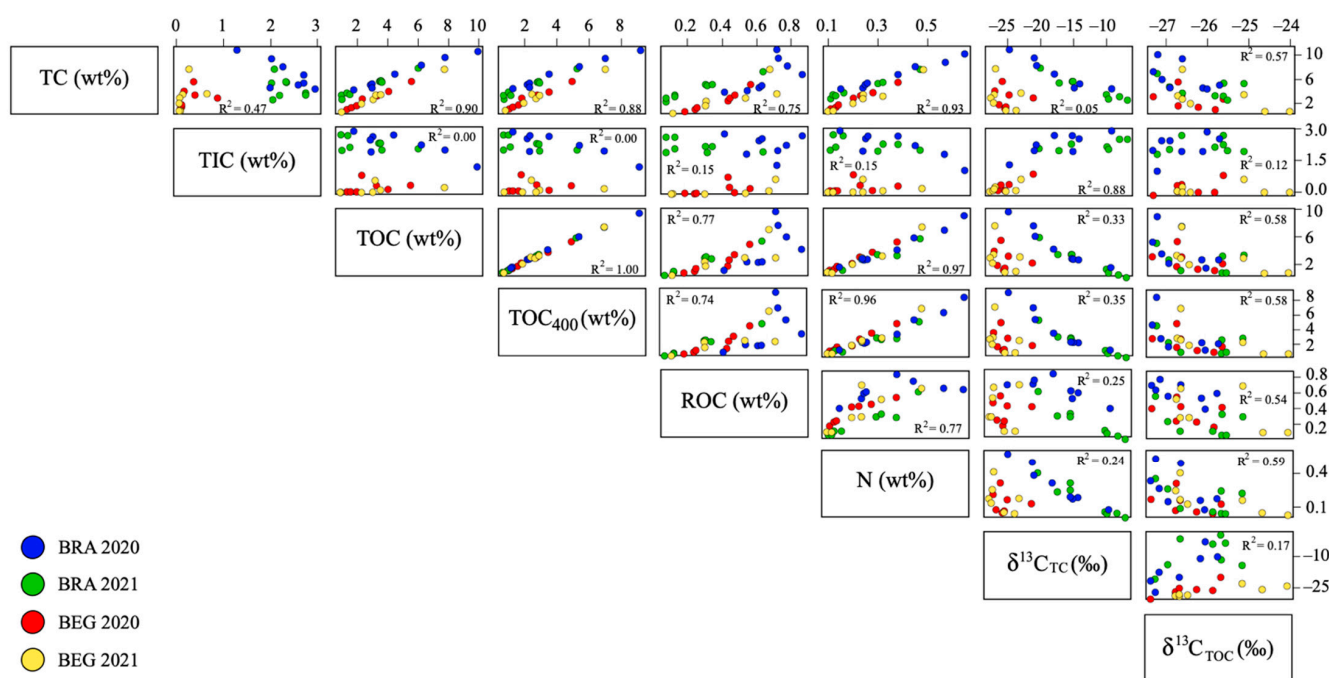 0 1 2 3 0 2 4 6 8 10 0 2 4 6 8 0.2 0.4 0.6 0.8 0.1 0.3 0.5 −25 −20 −15 −10 −27 −26 −25 −24
TC (wt%) R² = 0.47 R² = 0.90 R² = 0.88 R² = 0.75 R² = 0.93 R² = 0.05 R² = 0.57 10 6 2
TIC (wt%) R² = 0.00 R² = 0.00 R² = 0.15 R² = 0.15 R² = 0.88 R² = 0.12 3.0 1.5 0.0
TOC (wt%) R² = 1.00 R² = 0.77 R² = 0.97 R² = 0.33 R² = 0.58 10 6 2
TOC₄₀₀ (wt%) R² = 0.74 R² = 0.96 R² = 0.35 R² = 0.58 8 6 4 2
ROC (wt%) R² = 0.77 R² = 0.25 R² = 0.54 0.8 0.6 0.4 0.2
N (wt%) R² = 0.24 R² = 0.59 0.4 0.1
δ¹³C_TC (‰) R² = 0.17 −10 −25
δ¹³C_TOC (‰)
BRA 2020
BRA 2021
BEG 2020
BEG 2021